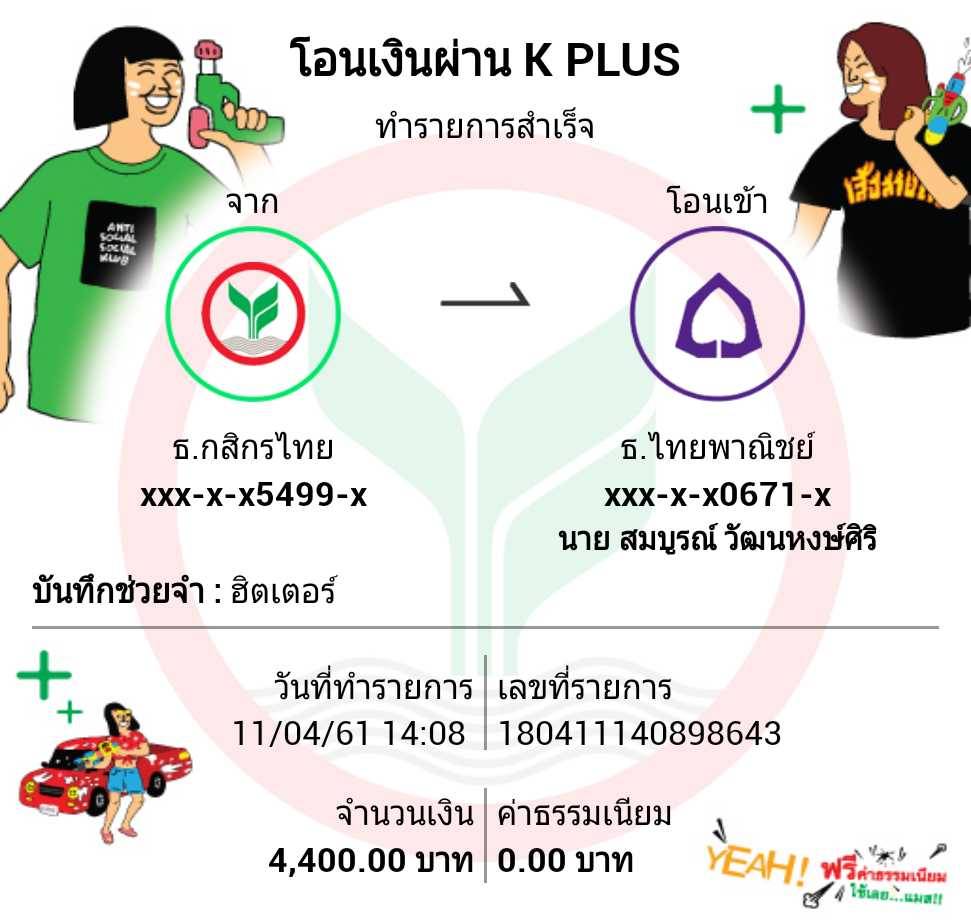 โอนเงินผ่าน K PLUS
ทำรายการสำเร็จ
จาก
โอนเข้า
ANTI
SOCIAL
SOCIAL
KLUB
ธ.กสิกรไทย
xxx-x-x5499-x
ธ.ไทยพาณิชย์
xxx-x-x0671-x
นาย สมบูรณ์ วัฒนหงษ์ศิริ
บันทึกช่วยจำ : ฮิตเตอร์
วันที่ทำรายการ
11/04/61 14:08
เลขที่รายการ
180411140898643
จำนวนเงิน
4,400.00 บาท
ค่าธรรมเนียม
0.00 บาท
YEAH!
ฟรีค่าธรรมเนียม
ใช้เลย...แมส!!